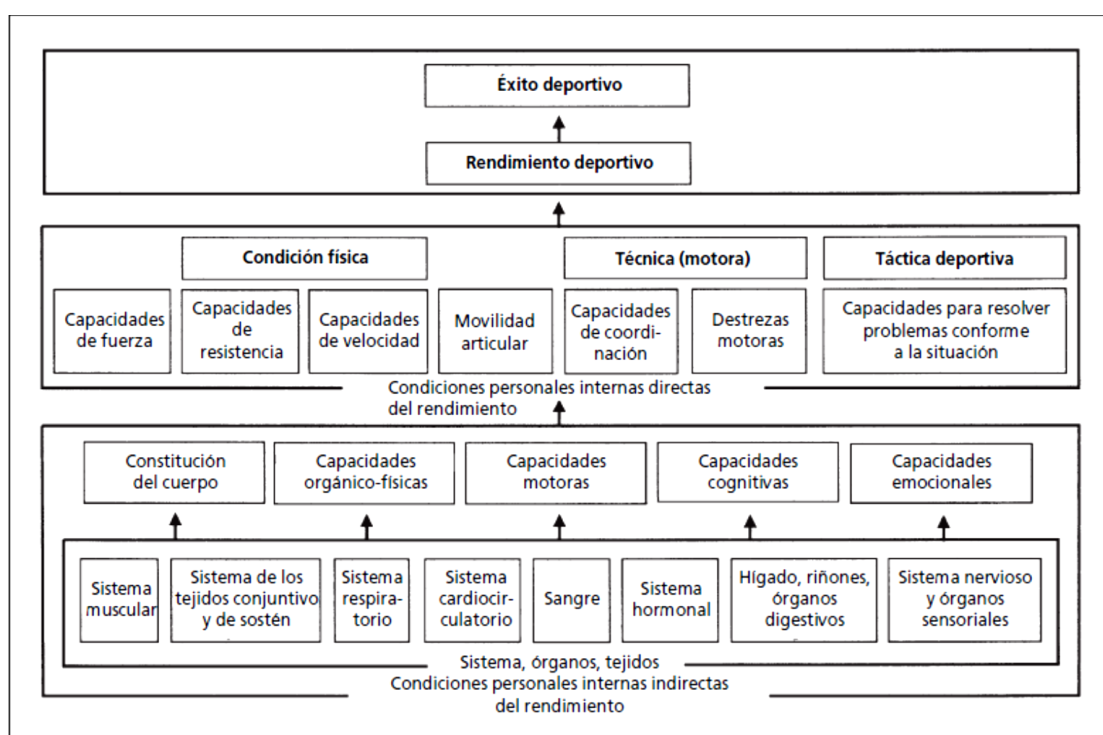 Éxito deportivo
Rendimiento deportivo
Condición física
Técnica (motora)
Táctica deportiva
Capacidades
de fuerza
Capacidades
de
resistencia
Capacidades
de velocidad
Movilidad
articular
Capacidades
de coordi-
nación
Destrezas
motoras
Capacidades para resolver
problemas conforme
a la situación
Condiciones personales internas directas
del rendimiento
Constitución
del cuerpo
Capacidades
orgánico-físicas
Capacidades
motoras
Capacidades
cognitivas
Capacidades
emocionales
Sistema
muscular
Sistema de los
tejidos conjuntivo
y de sostén
Sistema
respira-
torio
Sistema
cardiocir-
culatorio
Sangre
Sistema
hormonal
Hígado, riñones,
órganos
digestivos
Sistema nervioso
y órganos
sensoriales
Sistema, órganos, tejidos
Condiciones personales internas indirectas
del rendimiento